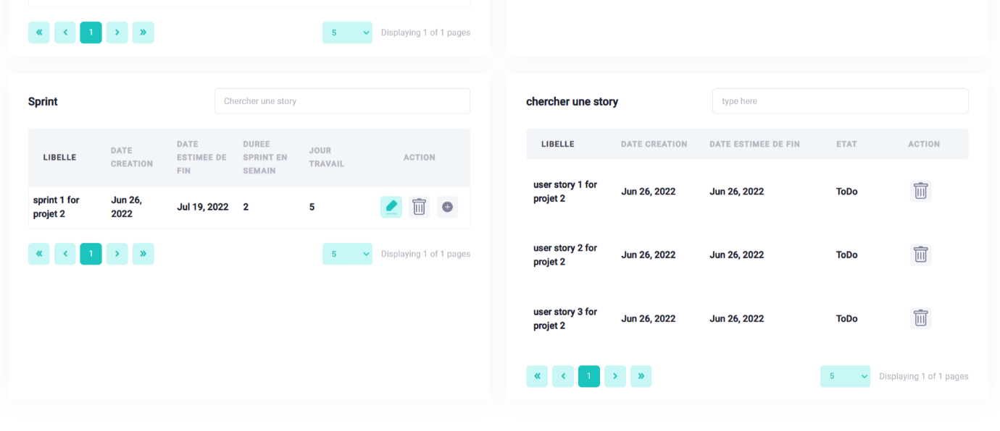 « ‹ 1 › »
5
Displaying 1 of 1 pages
Sprint
Chercher une story
LIBELLE
DATE
CREATION
DATE
ESTIMEE DE
FIN
DUREE
SPRINT EN
SEMAIN
JOUR
TRAVAIL
ACTION
sprint 1 for
projet 2
Jun 26,
2022
Jul 19, 2022
2
5
« ‹ 1 › »
5
Displaying 1 of 1 pages
chercher une story
type here
LIBELLE
DATE CREATION
DATE ESTIMEE DE FIN
ETAT
ACTION
user story 1 for
projet 2
Jun 26, 2022
Jun 26, 2022
ToDo
user story 2 for
projet 2
Jun 26, 2022
Jun 26, 2022
ToDo
user story 3 for
projet 2
Jun 26, 2022
Jun 26, 2022
ToDo
« ‹ 1 › »
5
Displaying 1 of 1 pages